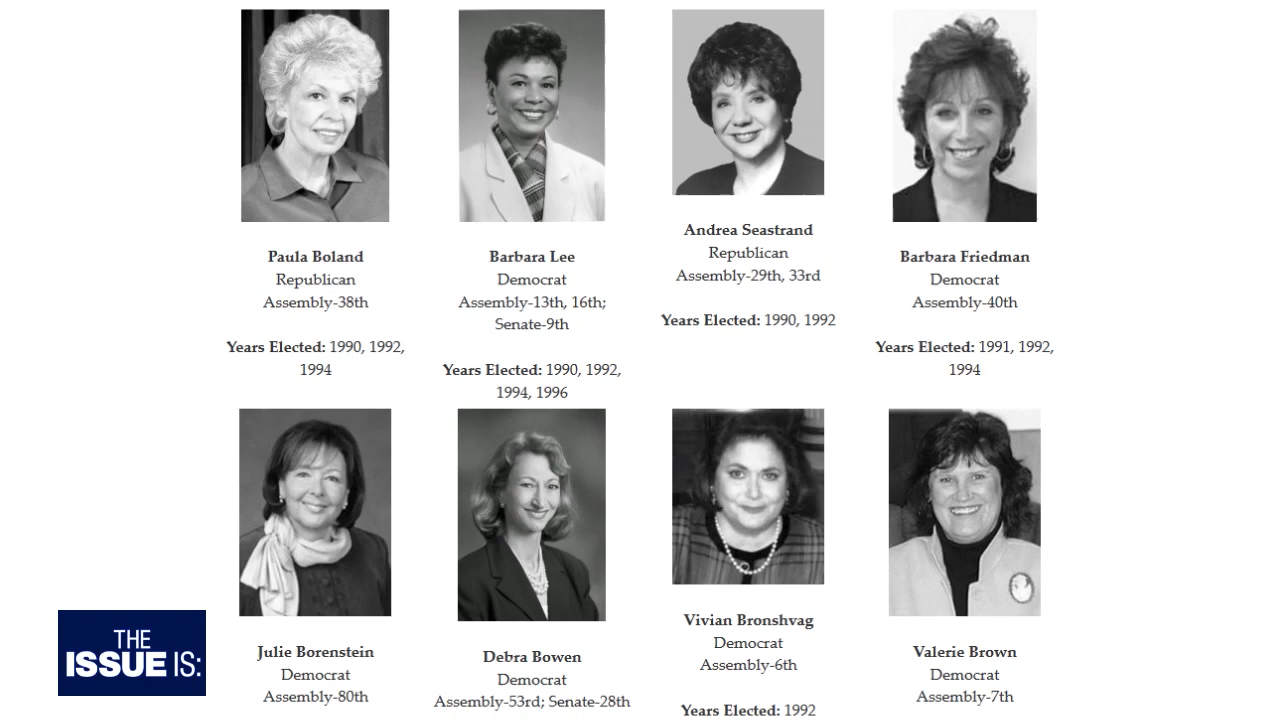 Paula Boland
Republican
Assembly-38th
Years Elected: 1990, 1992,
1994
Barbara Lee
Democrat
Assembly-13th, 16th;
Senate-9th
Years Elected: 1990, 1992,
1994, 1996
Andrea Seastrand
Republican
Assembly-29th, 33rd
Years Elected: 1990, 1992
Barbara Friedman
Democrat
Assembly-40th
Years Elected: 1991, 1992,
1994
Julie Borenstein
Democrat
Assembly-80th
Debra Bowen
Democrat
Assembly-53rd; Senate-28th
Vivian Bronshvag
Democrat
Assembly-6th
Years Elected: 1992
Valerie Brown
Democrat
Assembly-7th
THE
ISSUE IS: